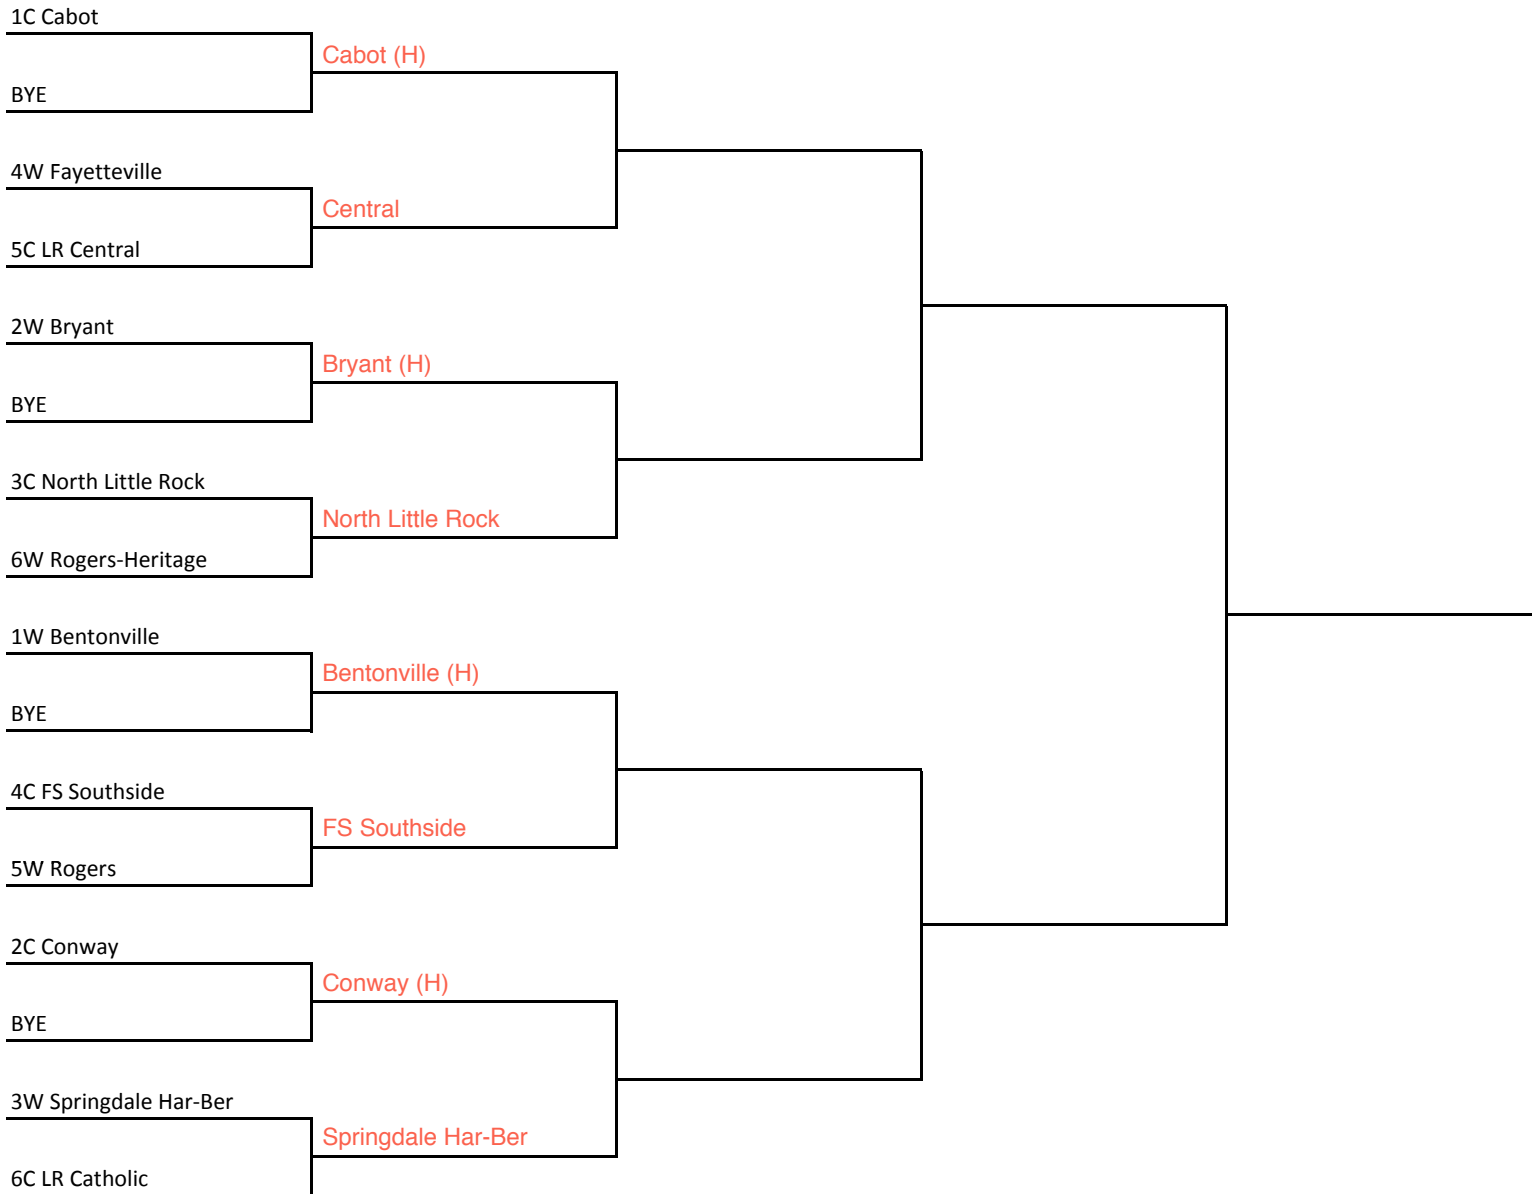 1C Cabot
Cabot (H)
BYE
4W Fayetteville
Central
5C LR Central
2W Bryant
Bryant (H)
BYE
3C North Little Rock
North Little Rock
6W Rogers-Heritage
1W Bentonville
Bentonville (H)
BYE
4C FS Southside
FS Southside
5W Rogers
2C Conway
Conway (H)
BYE
3W Springdale Har-Ber
Springdale Har-Ber
6C LR Catholic